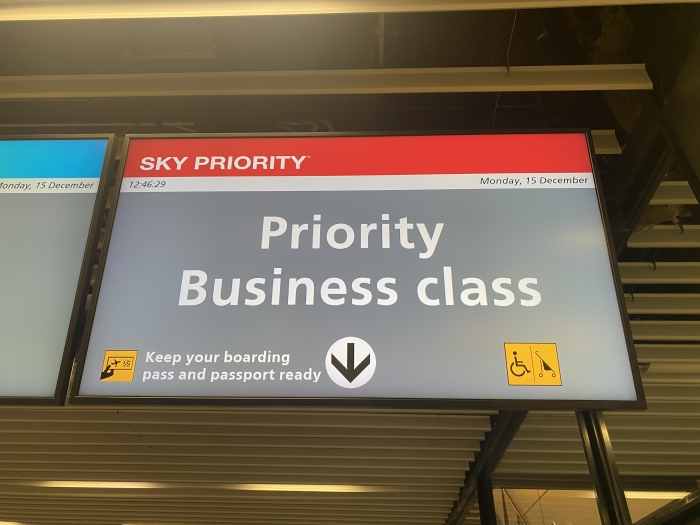 Monday, 15 December
SKY PRIORITY
12:46:29
Monday, 15 December
Priority
Business class
Keep your boarding
pass and passport ready